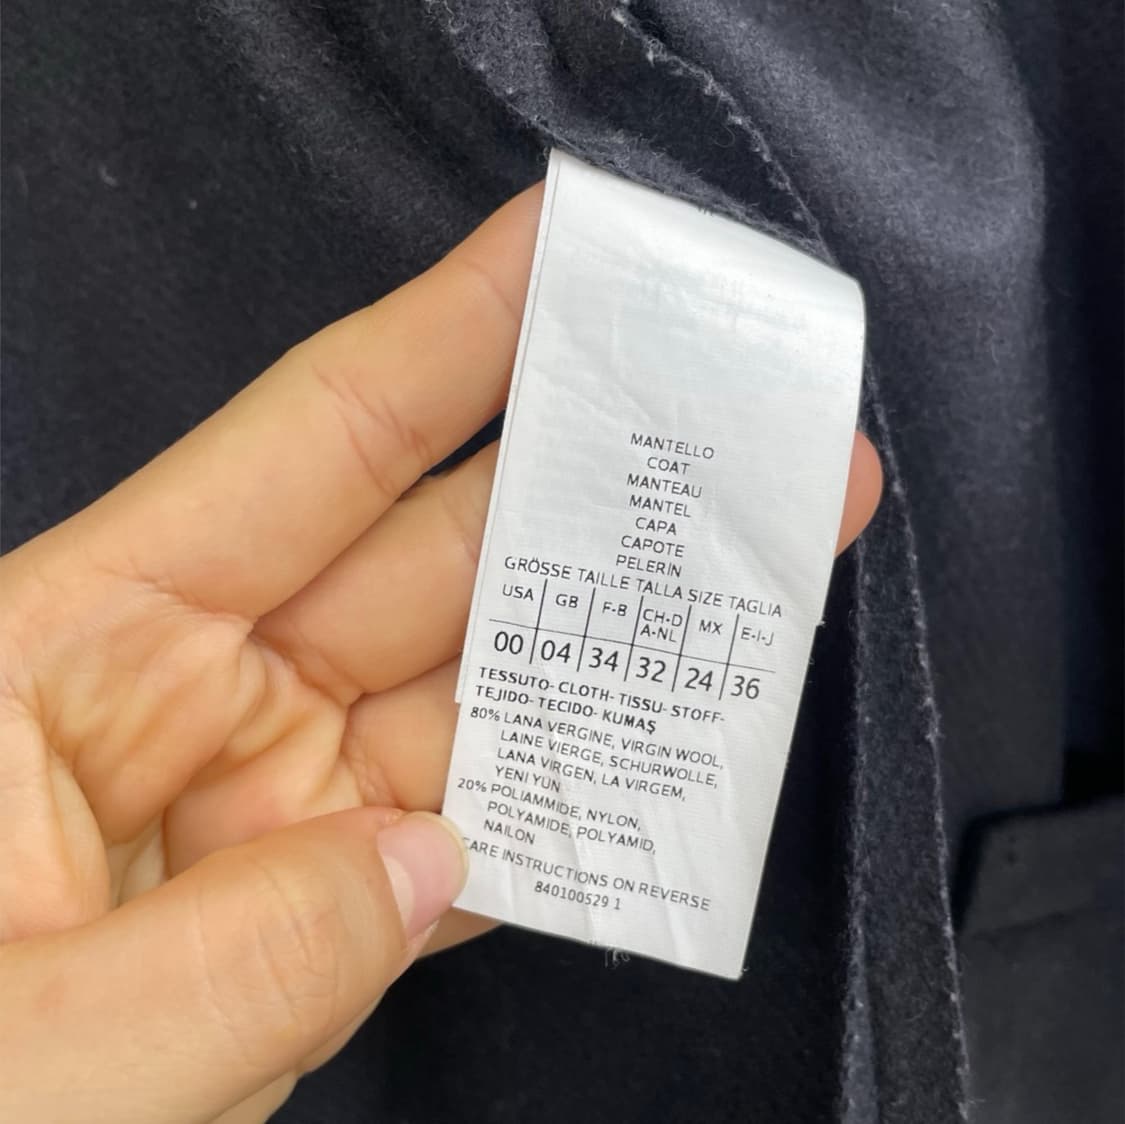 MANTELLO
COAT
MANTEAU
MANTEL
CAPA
CAPOTE
PELERIN
GRÖSSE TAILLE TALLA SIZE TAGLIA
USA GB F-B CH-D A-NL MX E-I-J
00 04 34 32 24 36
TESSUTO- CLOTH- TISSU- STOFF-
TEJIDO- TECIDO- KUMAŞ
80% LANA VERGINE, VIRGIN WOOL,
LAINE VIERGE, SCHURWOLLE,
LANA VIRGEN, LA VIRGEM,
YENI YÜN
20% POLIAMMIDE, NYLON,
POLYAMIDE, POLYAMID,
NAILON
CARE INSTRUCTIONS ON REVERSE
840100529 1